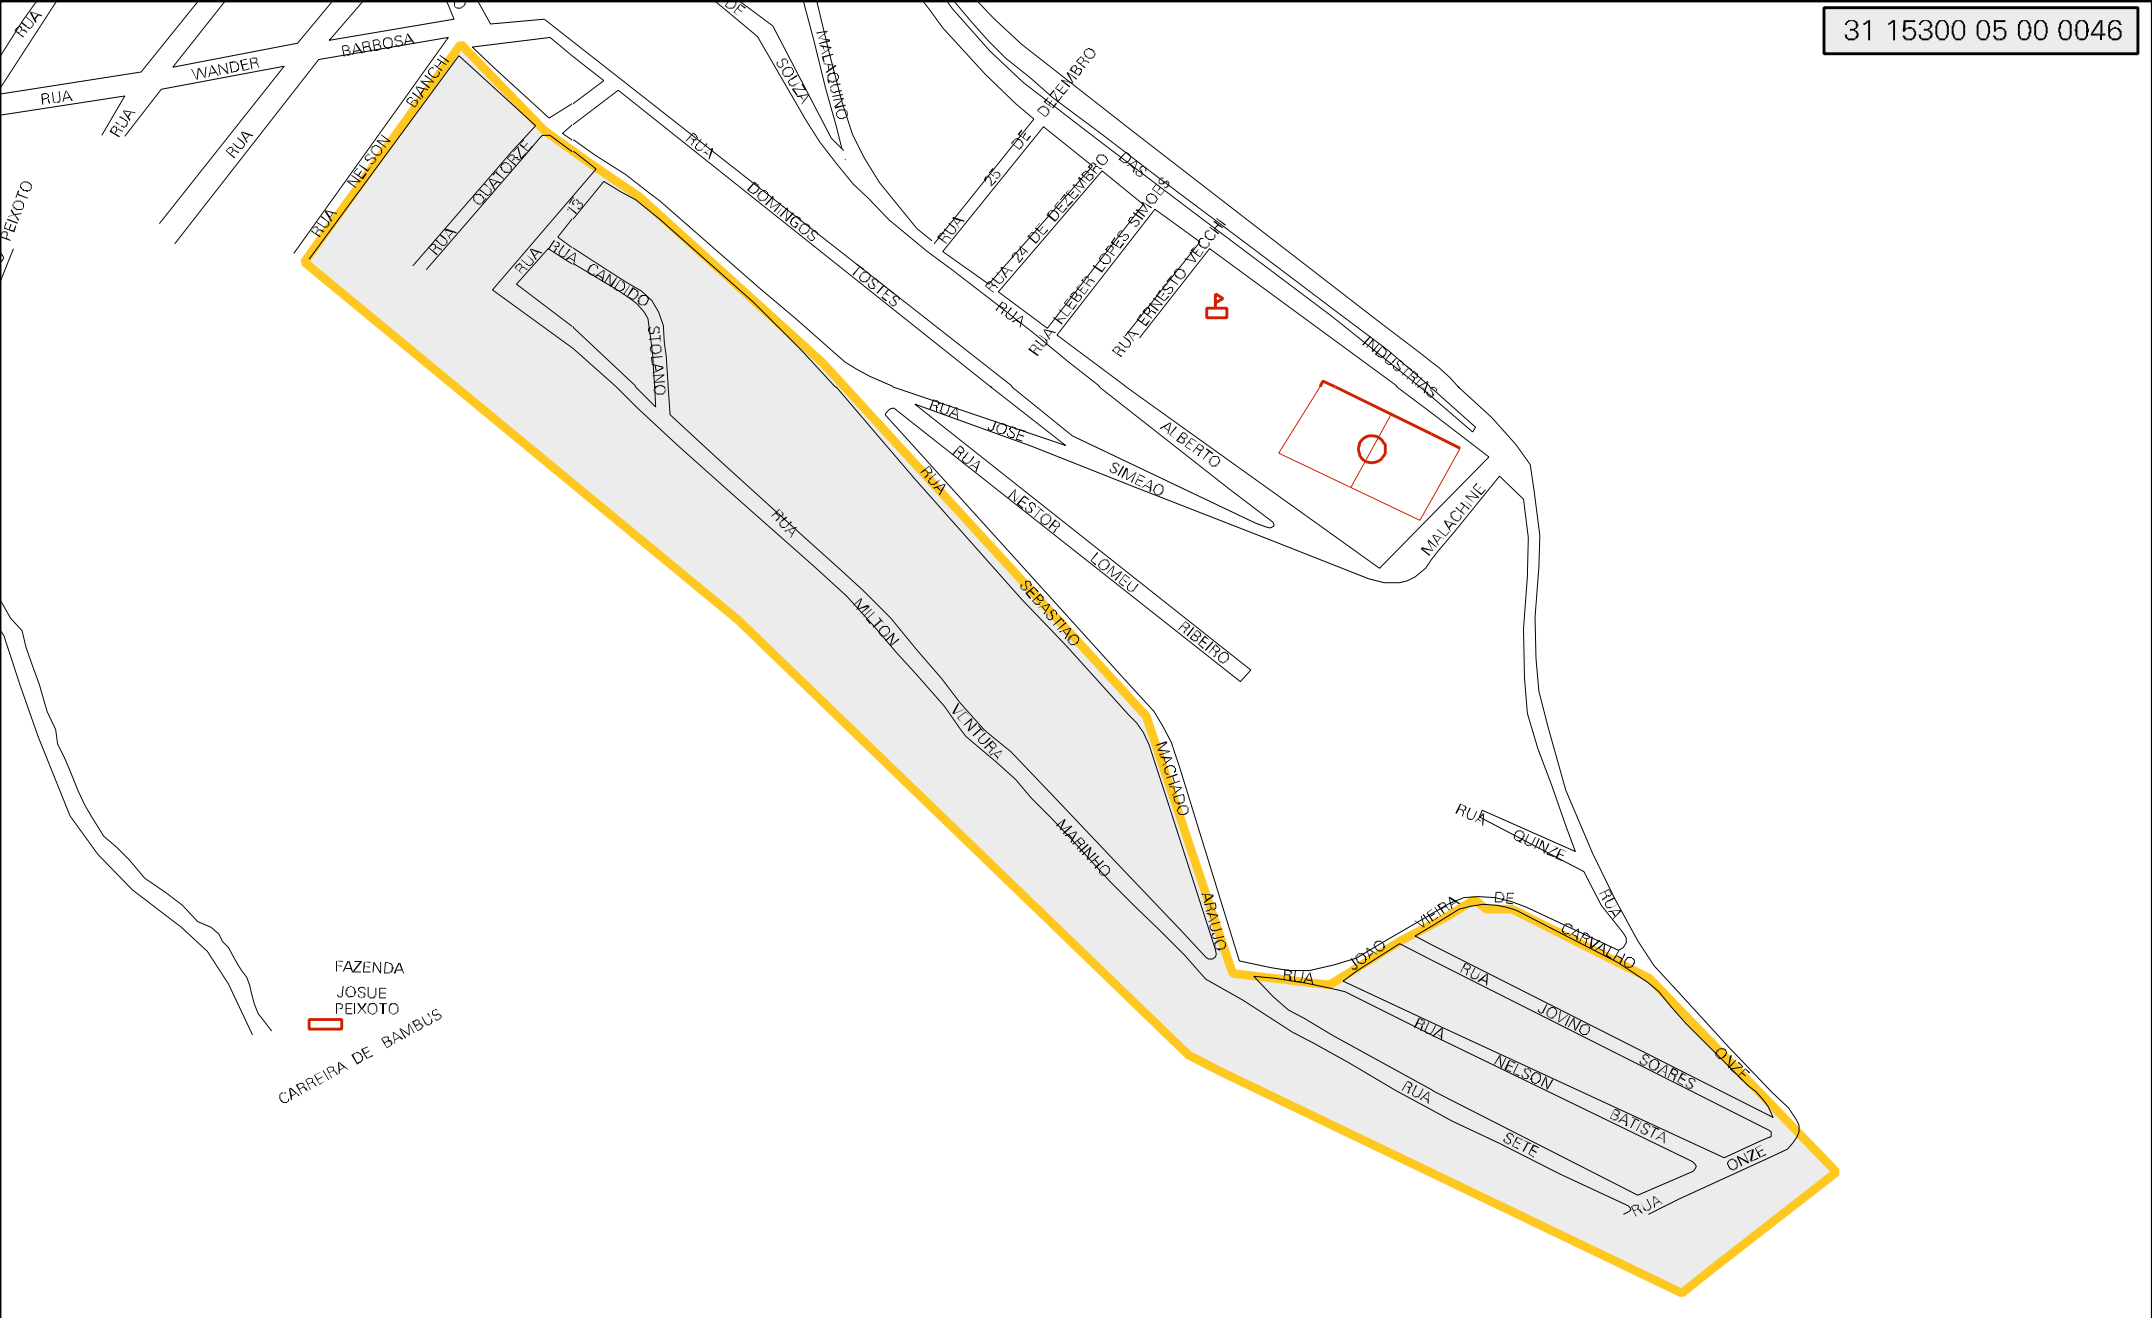 31 15300 05 00 0046
RUA
DE
RUA WANDER BARBOSA
RUA
RUA
PEIXOTO
RUA NELSON BIANCHI
RUA QUATORZE
RUA 13
RUA CANDIDO STOLANO
SOUZA
MALAQUINO
RUA DOMINGOS TOSTES
RUA 25 DE DEZEMBRO
RUA 24 DE DEZEMBRO
RUA KLEBER LOPES SIMOES
RUA ERNESTO VECCHI
DAS INDUSTRIAS
RUA ALBERTO MALACHINE
RUA JOSE SIMEAO
RUA NESTOR LOMEU RIBEIRO
RUA SEBASTIAO MACHADO ARAUJO
RUA MILTON VENTURA MARINHO
RUA QUINZE
RUA ONZE
RUA JOAO VIEIRA DE CARVALHO
RUA JOVINO SOARES
RUA NELSON BATISTA
RUA SETE
RUA ONZE
FAZENDA
JOSUE
PEIXOTO
CARREIRA DE BAMBUS